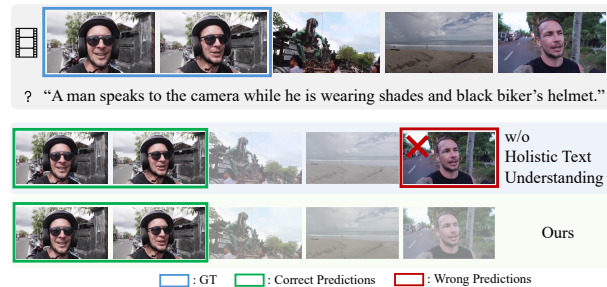 ? “A man speaks to the camera while he is wearing shades and black biker’s helmet.”
w/o
Holistic Text
Understanding
Ours
: GT : Correct Predictions : Wrong Predictions